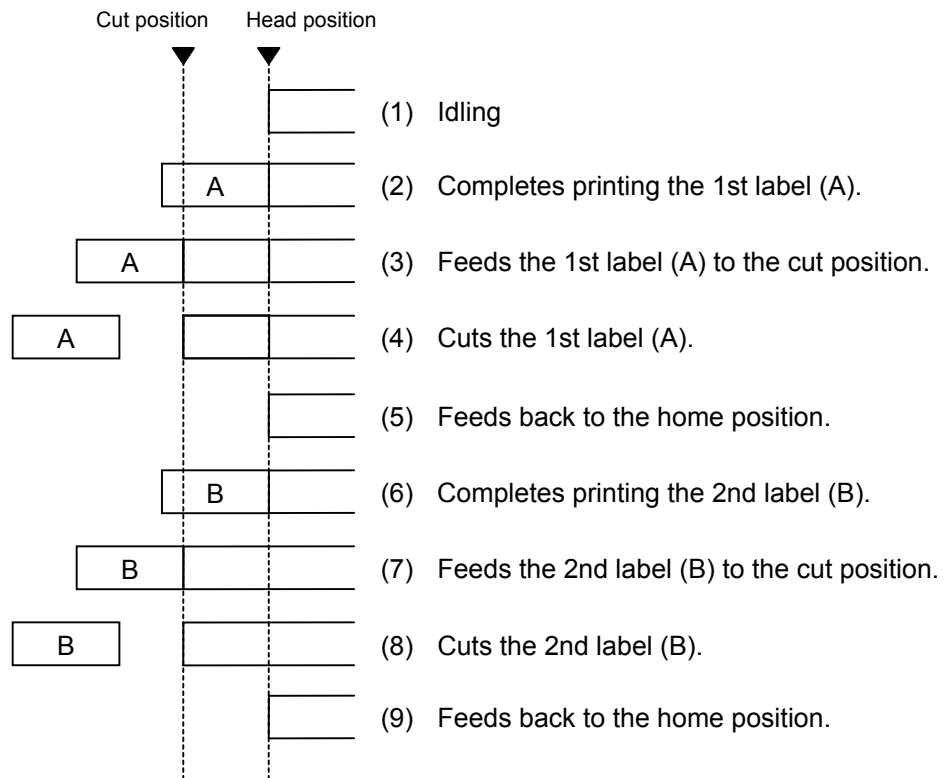 Cut position Head position
(1) Idling
A (2) Completes printing the 1st label (A).
A (3) Feeds the 1st label (A) to the cut position.
A (4) Cuts the 1st label (A).
(5) Feeds back to the home position.
B (6) Completes printing the 2nd label (B).
B (7) Feeds the 2nd label (B) to the cut position.
B (8) Cuts the 2nd label (B).
(9) Feeds back to the home position.